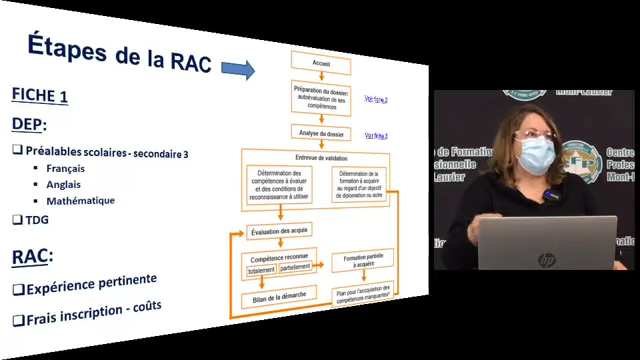 Étapes de la RAC
FICHE 1
DEP:
Préalables scolaires - secondaire 3
Français
Anglais
Mathématique
TDG
RAC:
Expérience pertinente
Frais inscription - coûts
Accueil
Préparation du dossier:
autoévaluation de ses
compétences
Voir fiche 2
Analyse du dossier
Voir fiche 3
Entrevue de validation
Détermination des
compétences à évaluer
et des conditions de
reconnaissance à utiliser
Détermination de la
formation à acquérir
au regard d'un objectif
de diplomation ou autre
Évaluation des acquis
Compétence reconnue
totalement
partiellement
Formation partielle
à acquérir
Bilan de la démarche
Plan pour l'acquisition des
compétences manquantes*
Mont-Laurier
de Formation
ssionnelle
Laurier
Centre
Profes
Mont-L
hp